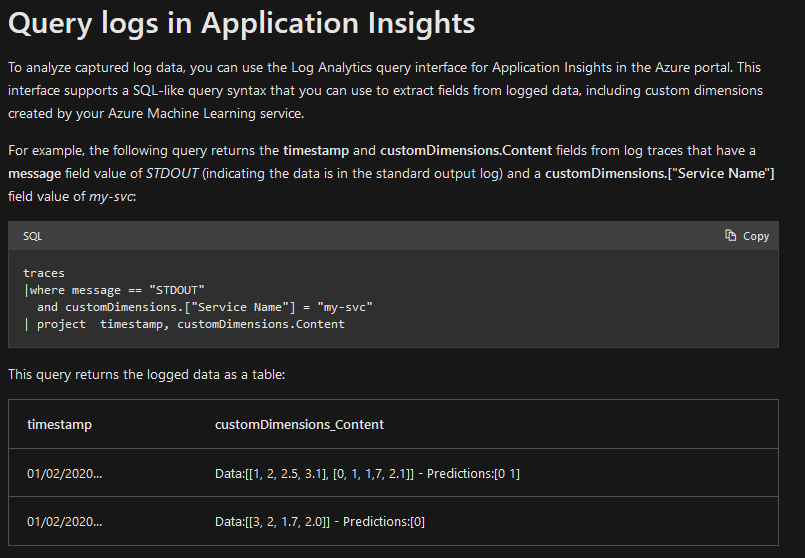 Query logs in Application Insights
To analyze captured log data, you can use the Log Analytics query interface for Application Insights in the Azure portal. This
interface supports a SQL-like query syntax that you can use to extract fields from logged data, including custom dimensions
created by your Azure Machine Learning service.
For example, the following query returns the timestamp and customDimensions.Content fields from log traces that have a
message field value of STDOUT (indicating the data is in the standard output log) and a customDimensions.["Service Name"]
field value of my-svc:
SQL Copy
traces
|where message == "STDOUT"
  and customDimensions.["Service Name"] = "my-svc"
| project  timestamp, customDimensions.Content
This query returns the logged data as a table:
timestamp customDimensions_Content
01/02/2020... Data:[[1, 2, 2.5, 3.1], [0, 1, 1,7, 2.1]] - Predictions:[0 1]
01/02/2020... Data:[[3, 2, 1.7, 2.0]] - Predictions:[0]